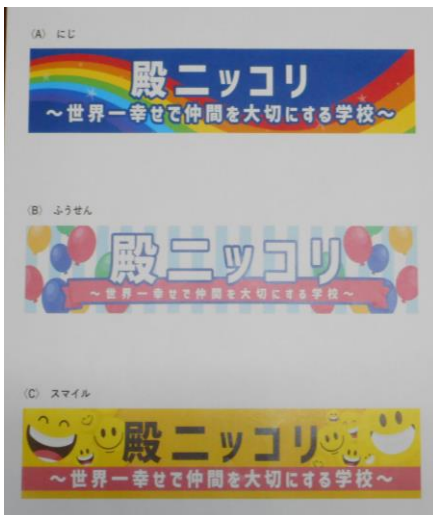 (A) にじ
殿ニッコリ
～世界一幸せで仲間を大切にする学校～
(B) ふうせん
殿ニッコリ
～世界一幸せで仲間を大切にする学校～
(C) スマイル
殿ニッコリ
～世界一幸せで仲間を大切にする学校～